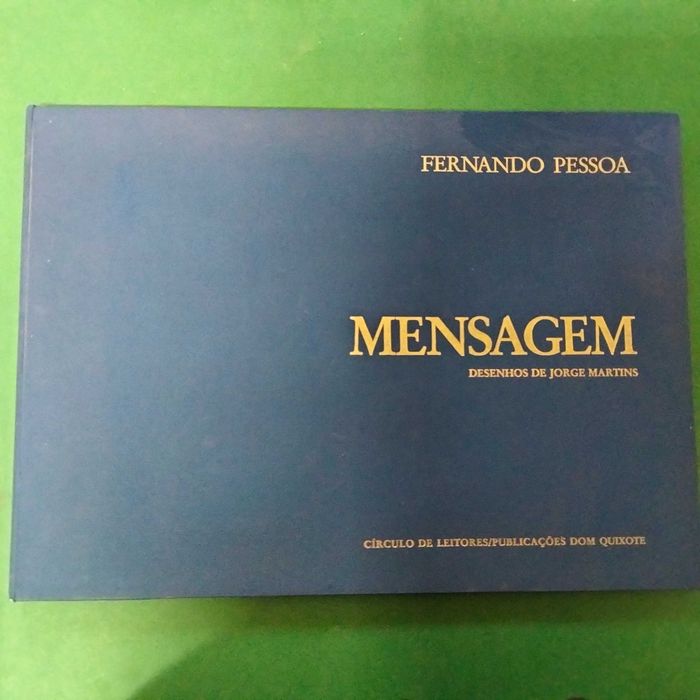 FERNANDO PESSOA
MENSAGEM
DESENHOS DE JORGE MARTINS
CÍRCULO DE LEITORES/PUBLICAÇÕES DOM QUIXOTE